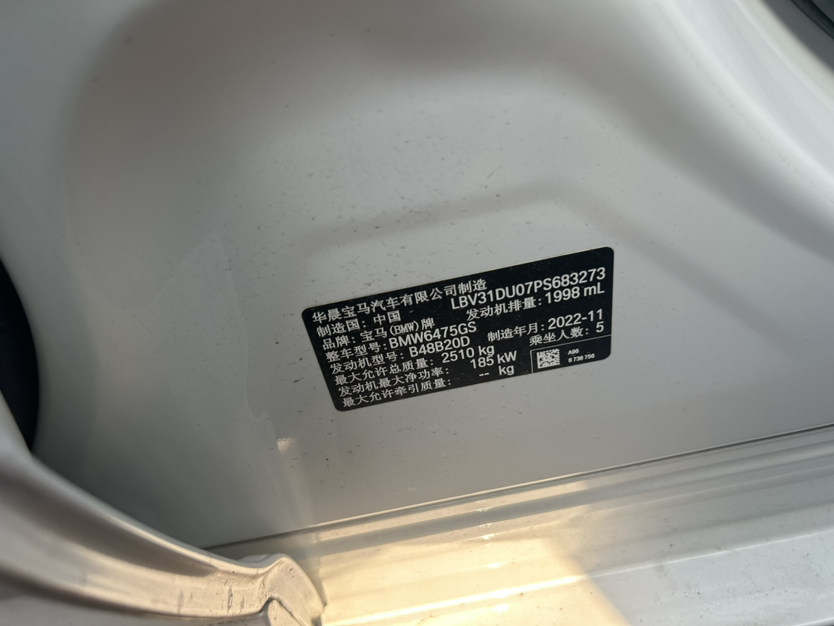 华晨宝马汽车有限公司制造
制造国: 中国 LBV31DU07PS683273
品牌: 宝马(BMW)牌 发动机排量: 1998 mL
整车型号: BMW6475GS
发动机型号: B48B20D 制造年月: 2022-11
最大允许总质量: 2510 kg 乘坐人数: 5
发动机最大净功率: 185 kW
最大允许牵引质量: -- kg
A96
9 738 756